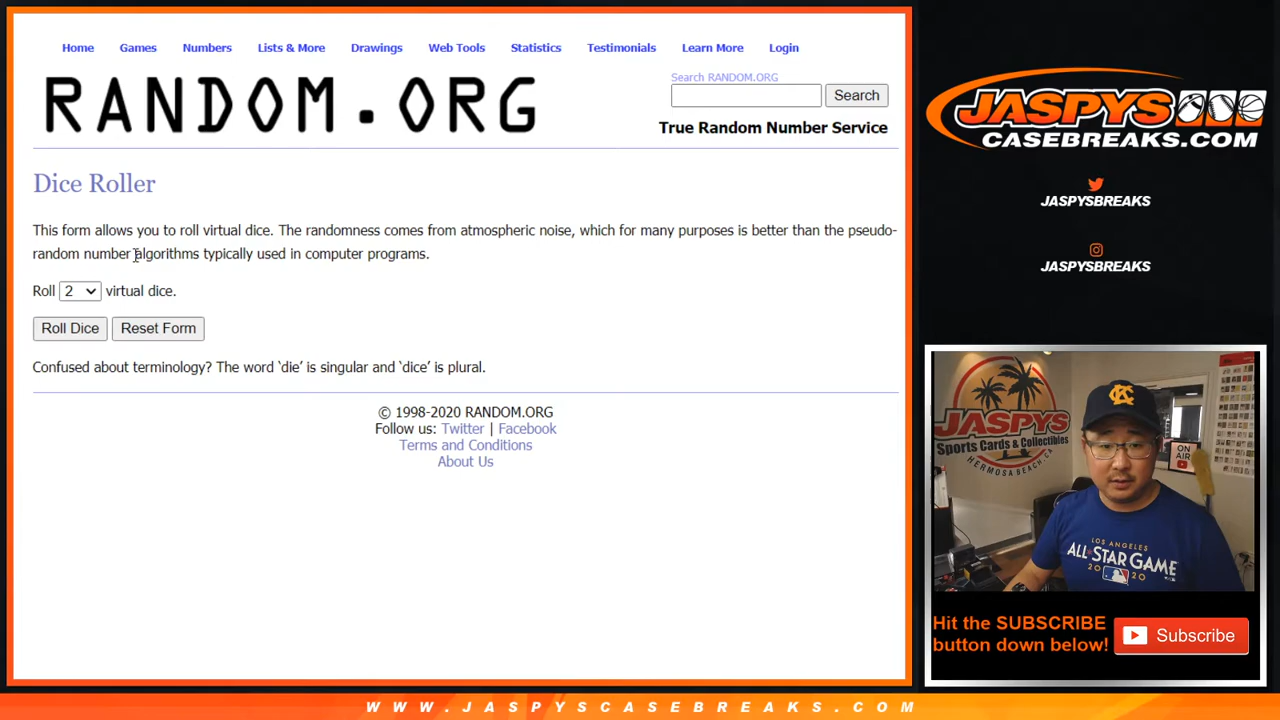 Home Games Numbers Lists & More Drawings Web Tools Statistics Testimonials Learn More Login
RANDOM.ORG
Search RANDOM.ORG
Search
True Random Number Service
Dice Roller
This form allows you to roll virtual dice. The randomness comes from atmospheric noise, which for many purposes is better than the pseudo-
random number algorithms typically used in computer programs.
Roll 2 virtual dice.
Roll Dice Reset Form
Confused about terminology? The word ‘die’ is singular and ‘dice’ is plural.
© 1998-2020 RANDOM.ORG
Follow us: Twitter | Facebook
Terms and Conditions
About Us
JASPYS
CASEBREAKS.COM
JASPYSBREAKS
JASPYSBREAKS
JASPYS
Sports Cards & Collectibles
HERMOSA BEACH, CA
ON
AIR
KC
LOS ANGELES
ALL★STAR GAME
2020
Hit the SUBSCRIBE
button down below!
Subscribe
WWW.JASPYSCASEBREAKS.COM